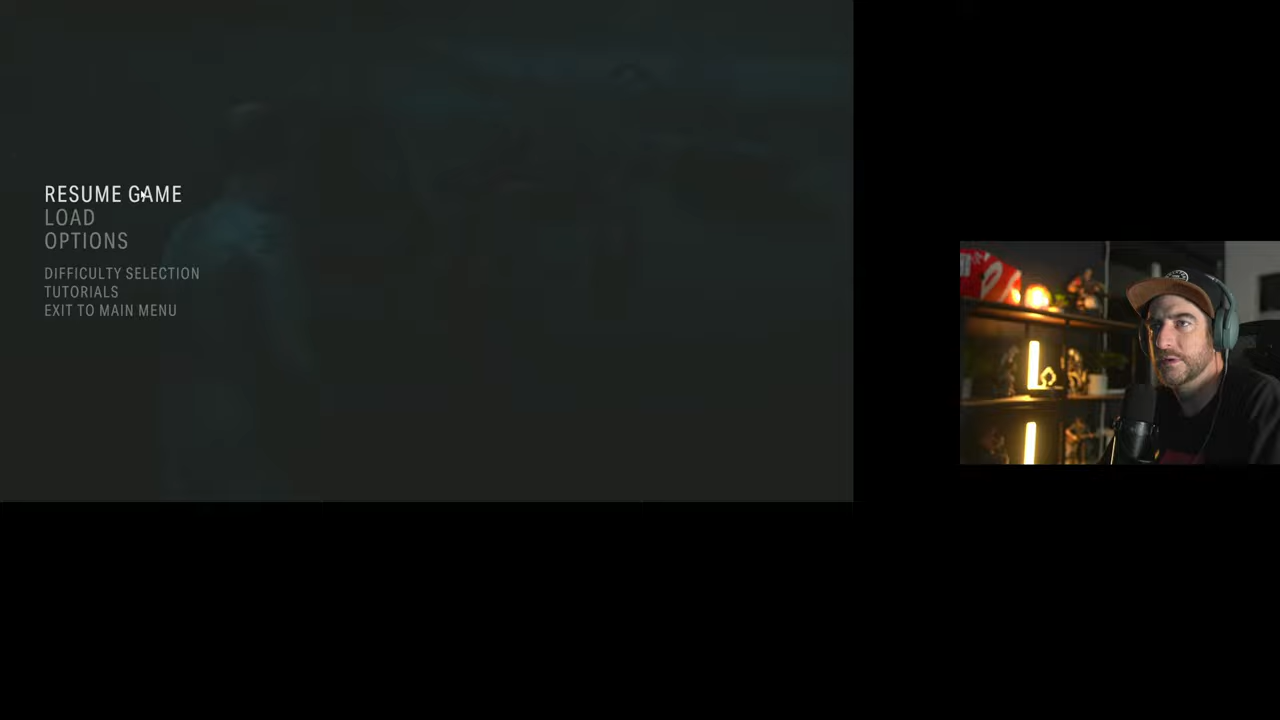 RESUME GAME
LOAD
OPTIONS
DIFFICULTY SELECTION
TUTORIALS
EXIT TO MAIN MENU